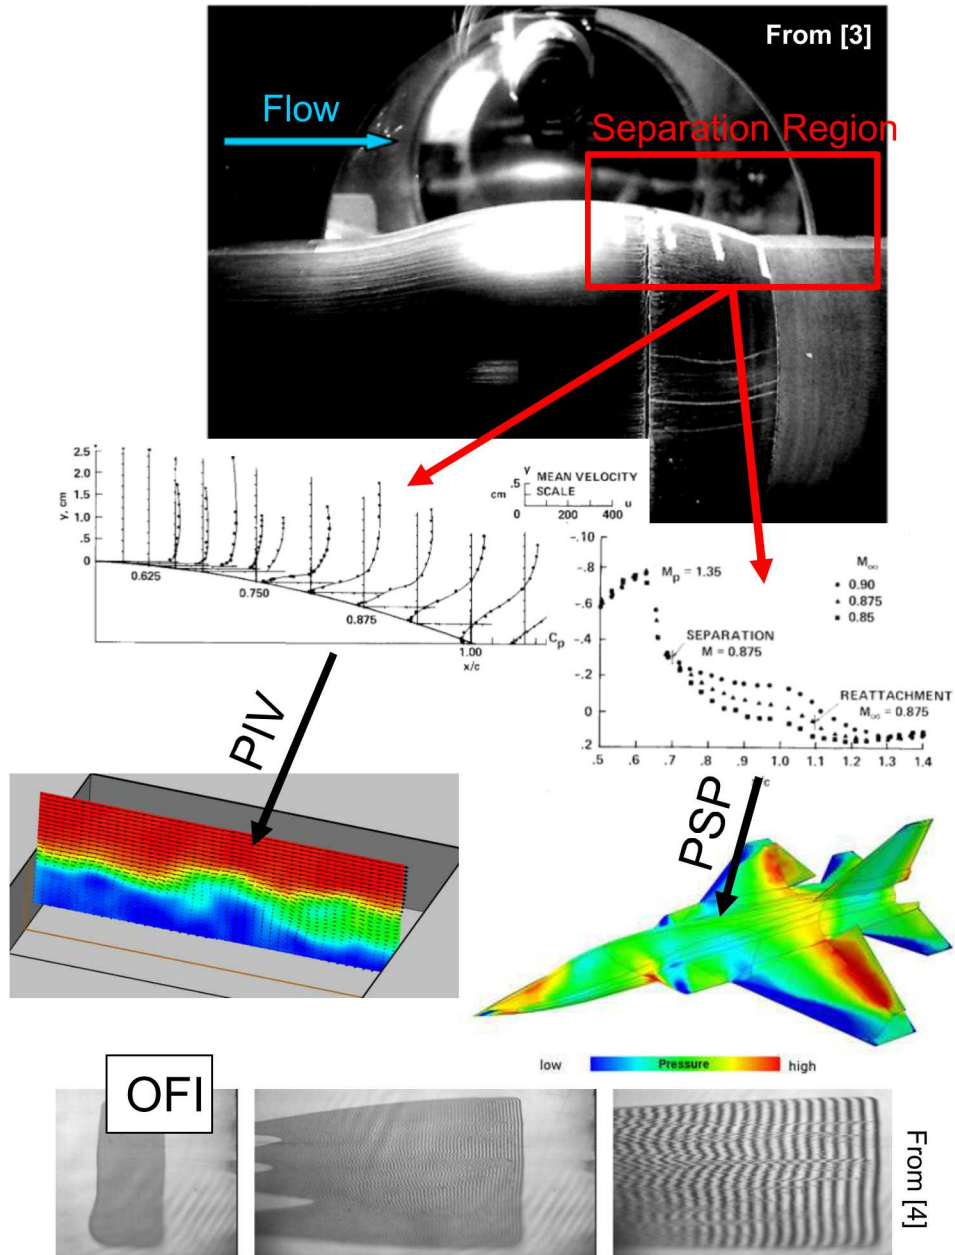 From [3]
Flow
Separation Region
2.5
2.0
1.5
1.0
.5
0
y, cm
0.625
0.750
0.875
1.00
x/c
y
.5
cm
MEAN VELOCITY
SCALE
0 200 400
u
Cp
-.10
-.8
-.6
-.4
-.2
0
.2
Mp = 1.35
M∞
0.90
0.875
0.85
SEPARATION
M = 0.875
REATTACHMENT
M∞ = 0.875
.5 .6 .7 .8 .9 1.0 1.1 1.2 1.3 1.4
PIV
PSP
low Pressure high
OFI
From [4]